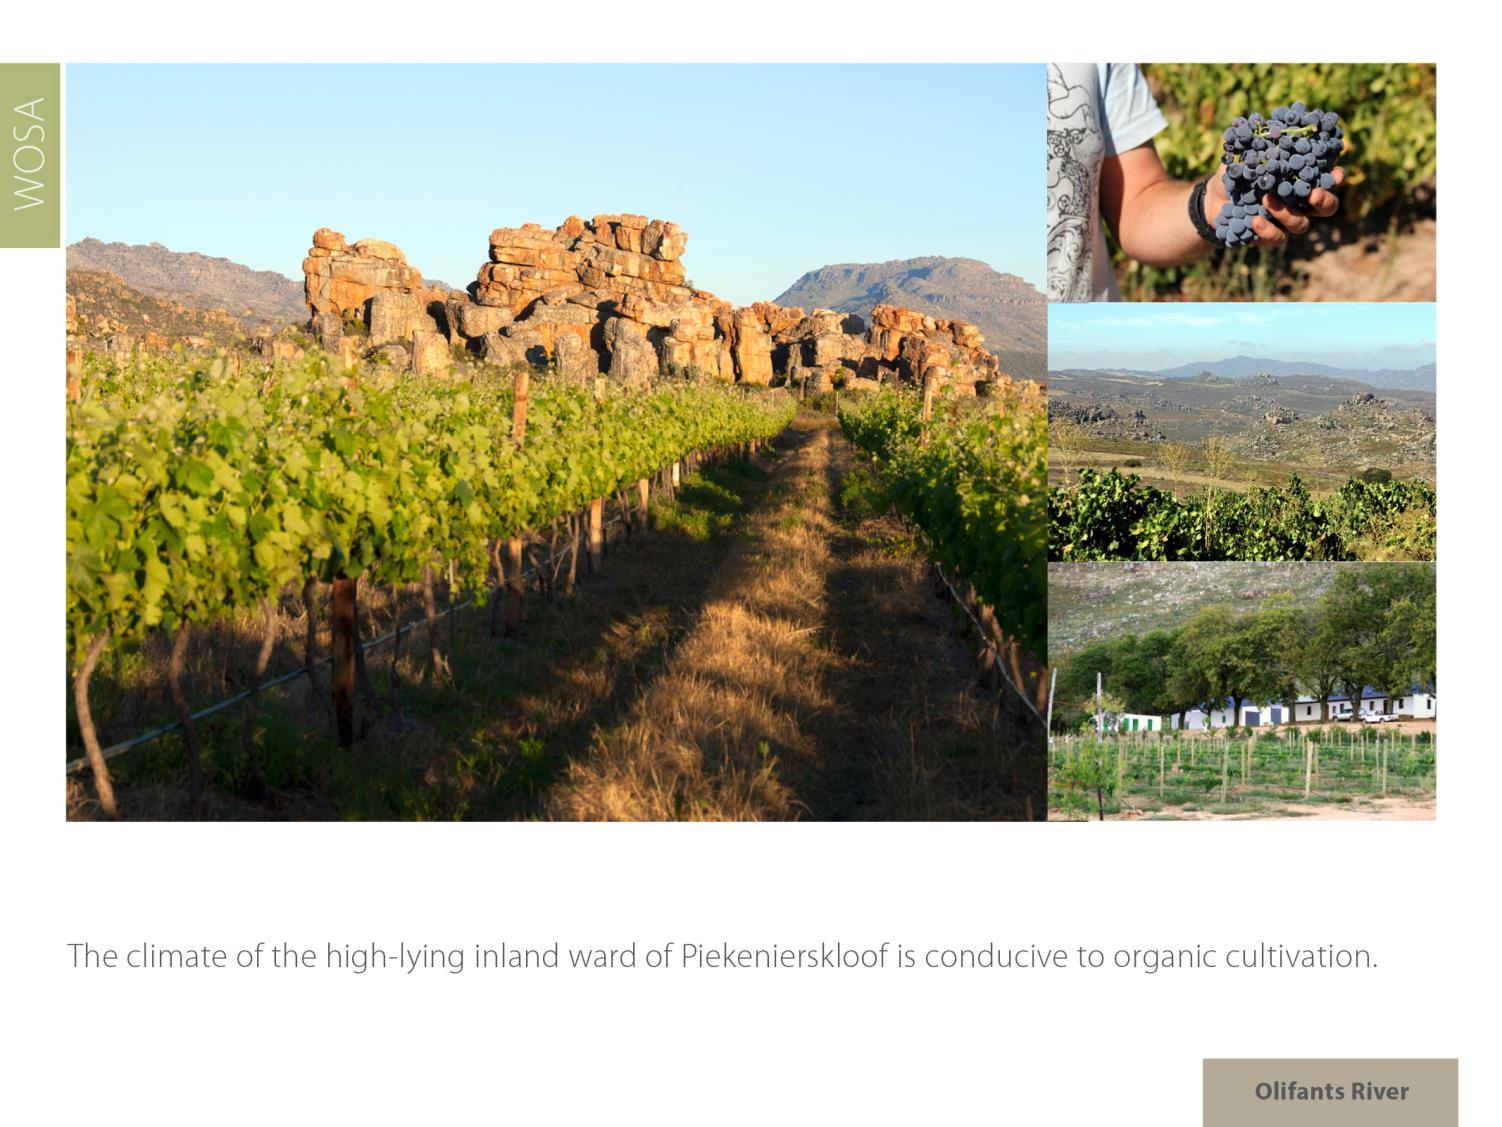 WOSA
The climate of the high-lying inland ward of Piekenierskloof is conducive to organic cultivation.
Olifants River